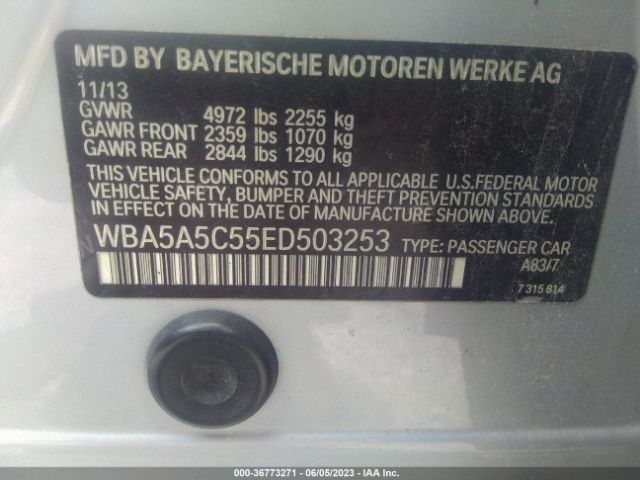 MFD BY BAYERISCHE MOTOREN WERKE AG
11/13
GVWR 4972 lbs 2255 kg
GAWR FRONT 2359 lbs 1070 kg
GAWR REAR 2844 lbs 1290 kg
THIS VEHICLE CONFORMS TO ALL APPLICABLE U.S.FEDERAL MOTOR
VEHICLE SAFETY, BUMPER AND THEFT PREVENTION STANDARDS
IN EFFECT ON THE DATE OF MANUFACTURE SHOWN ABOVE.
WBA5A5C55ED503253 TYPE: PASSENGER CAR
A83/7
7 315 814
000-36773271 - 06/05/2023 - IAA Inc.